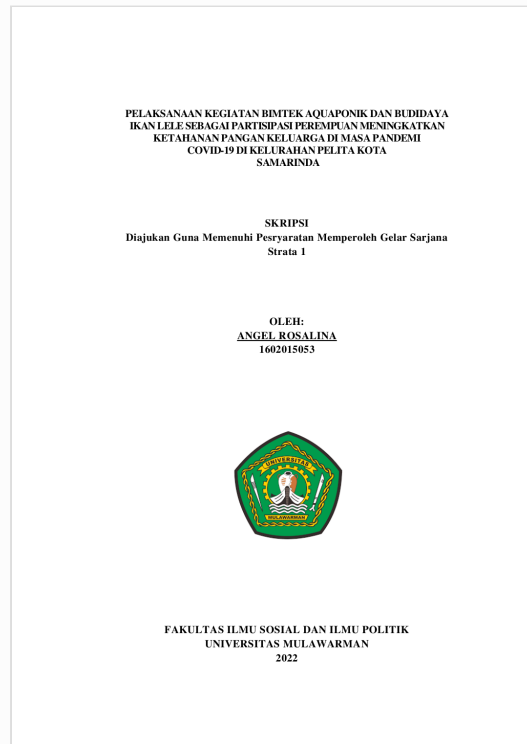 PELAKSANAAN KEGIATAN BIMTEK AQUAPONIK DAN BUDIDAYA
IKAN LELE SEBAGAI PARTISIPASI PEREMPUAN MENINGKATKAN
KETAHANAN PANGAN KELUARGA DI MASA PANDEMI
COVID-19 DI KELURAHAN PELITA KOTA
SAMARINDA
SKRIPSI
Diajukan Guna Memenuhi Pesryaratan Memperoleh Gelar Sarjana
Strata 1
OLEH:
ANGEL ROSALINA
1602015053
UNIVERSITAS
MULAWARMAN
FAKULTAS ILMU SOSIAL DAN ILMU POLITIK
UNIVERSITAS MULAWARMAN
2022